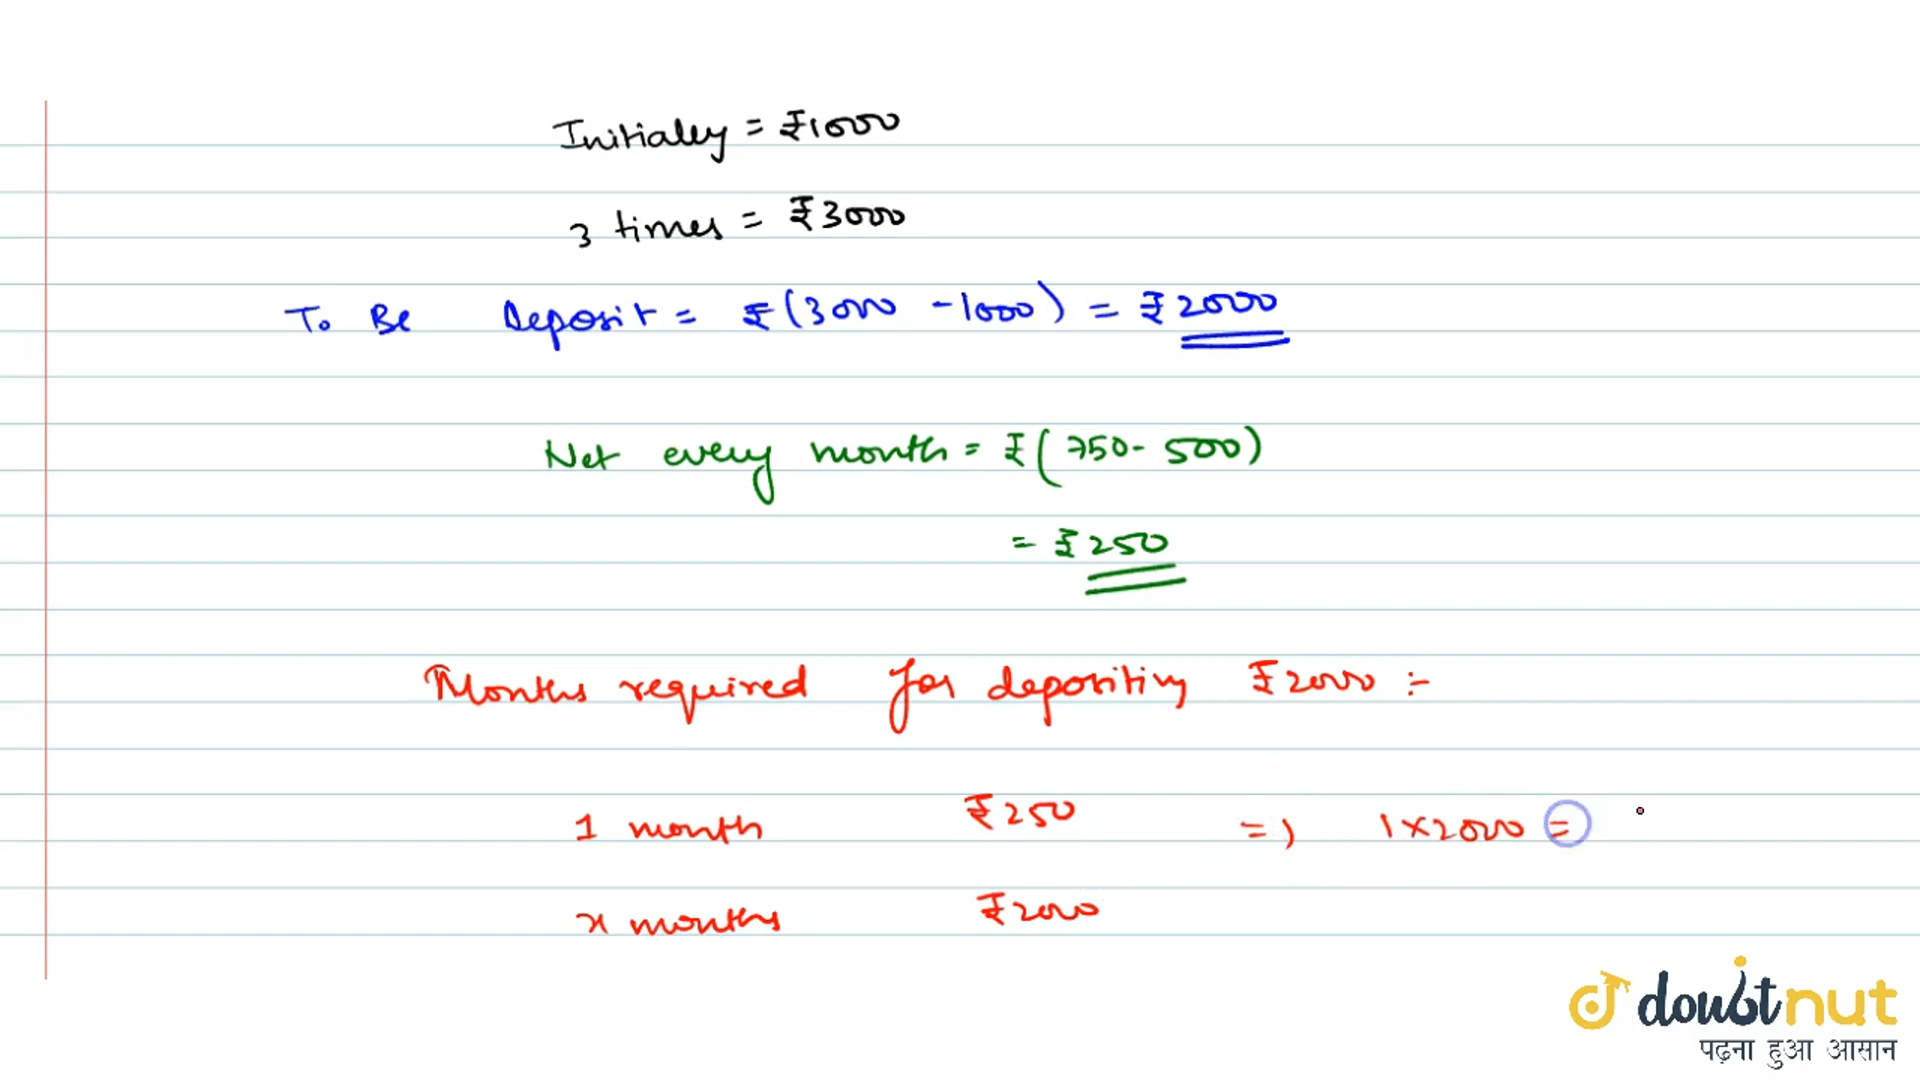 Initially = ₹1000
3 times = ₹3000
To Be Deposit = ₹(3000 - 1000) = ₹2000
Net every month = ₹(750 - 500)
= ₹250
Months required for depositing ₹2000 :-
1 month ₹250 => 1×2000 =
x months ₹2000
doubtnut
पढ़ना हुआ आसान